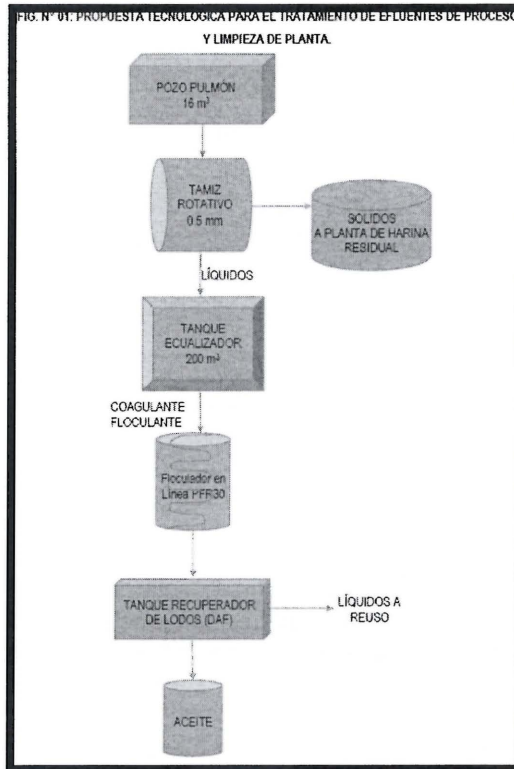 FIG. N° 01: PROPUESTA TECNOLOGICA PARA EL TRATAMIENTO DE EFLUENTES DE PROCESO
Y LIMPIEZA DE PLANTA.
POZO PULMÓN
16 m³
TAMIZ
ROTATIVO
0.5 mm
SOLIDOS
A PLANTA DE HARINA
RESIDUAL
LÍQUIDOS
TANQUE
ECUALIZADOR
200 m³
COAGULANTE
FLOCULANTE
Floculador en
Línea PFR30
TANQUE RECUPERADOR
DE LODOS (DAF)
LÍQUIDOS A
REUSO
ACEITE